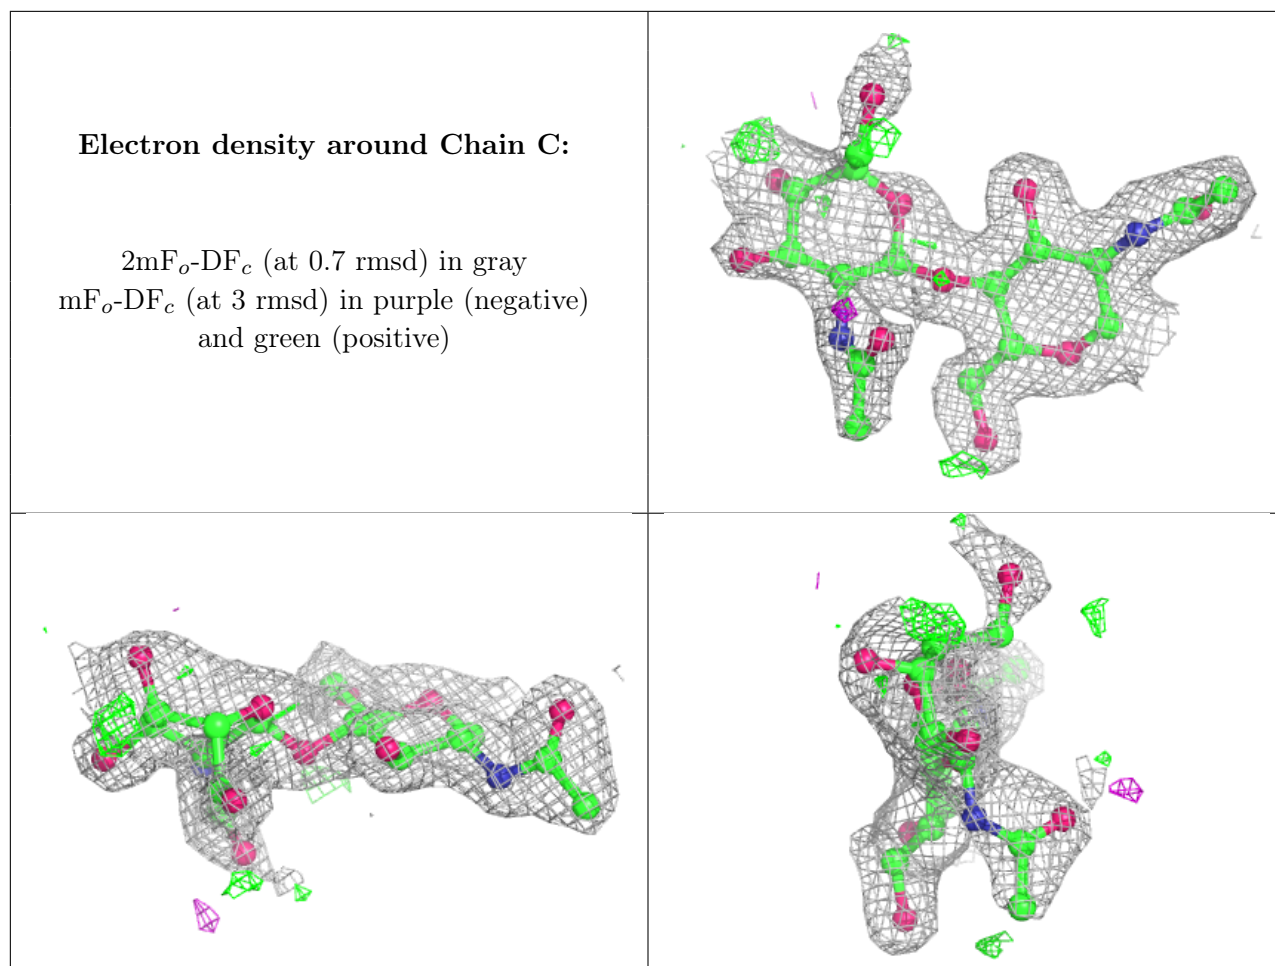 Electron density around Chain C:
2mFₒ-DF𝒸 (at 0.7 rmsd) in gray
mFₒ-DF𝒸 (at 3 rmsd) in purple (negative)
and green (positive)